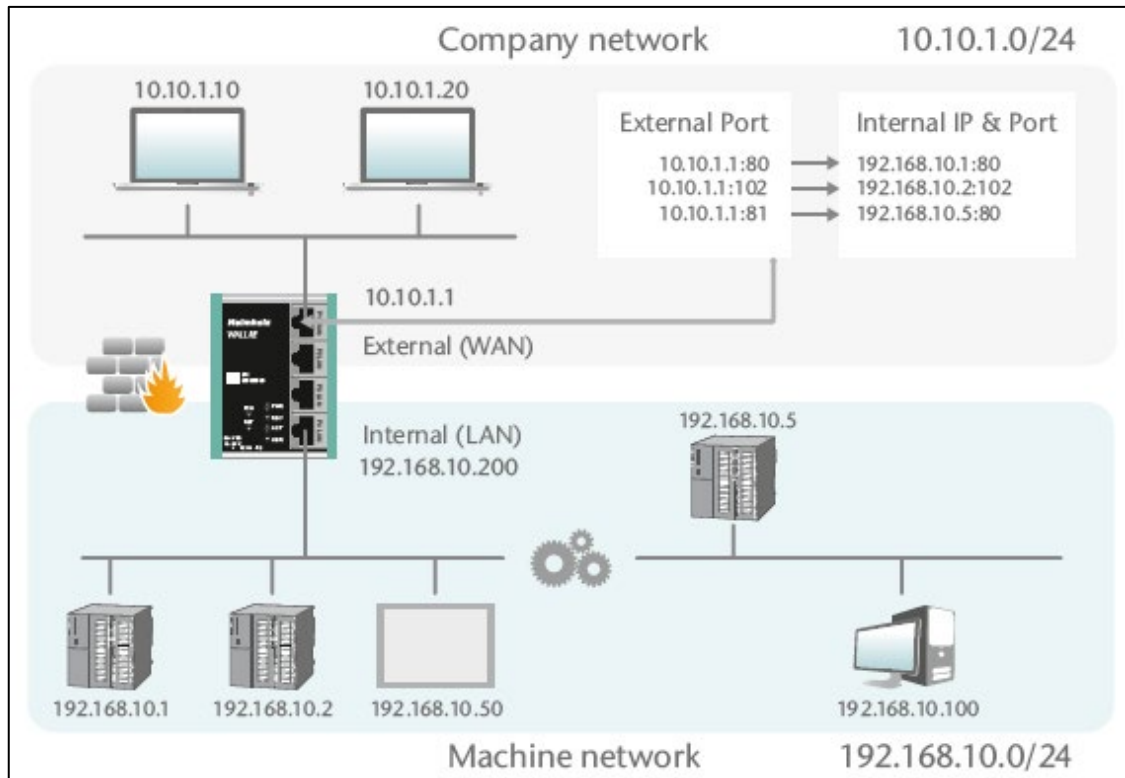 Company network 10.10.1.0/24
10.10.1.10 10.10.1.20
External Port Internal IP & Port
10.10.1.1:80 192.168.10.1:80
10.10.1.1:102 192.168.10.2:102
10.10.1.1:81 192.168.10.5:80
10.10.1.1
Helmholz
WALL IE
External (WAN)
Internal (LAN)
192.168.10.200
192.168.10.5
192.168.10.1 192.168.10.2 192.168.10.50 192.168.10.100
Machine network 192.168.10.0/24